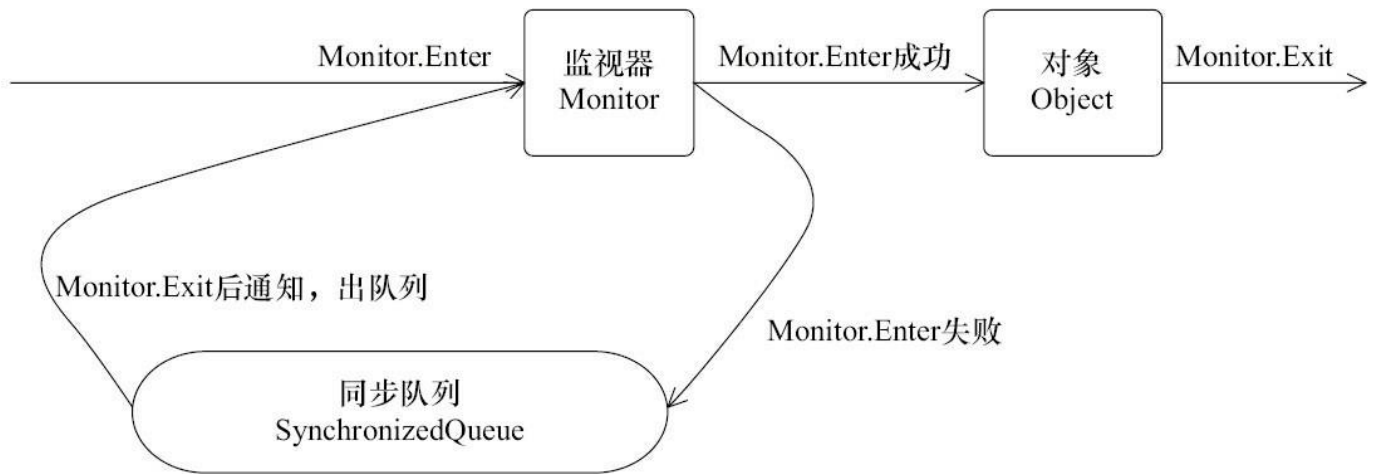 Monitor.Enter
监视器
Monitor
Monitor.Enter成功
对象
Object
Monitor.Exit
Monitor.Exit后通知，出队列
Monitor.Enter失败
同步队列
SynchronizedQueue